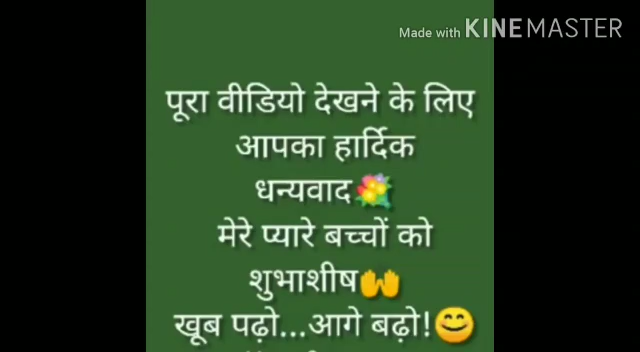 Made with KINEMASTER
पूरा वीडियो देखने के लिए
आपका हार्दिक
धन्यवाद💐
मेरे प्यारे बच्चों को
शुभाशीष🙌
खूब पढ़ो...आगे बढ़ो!😊